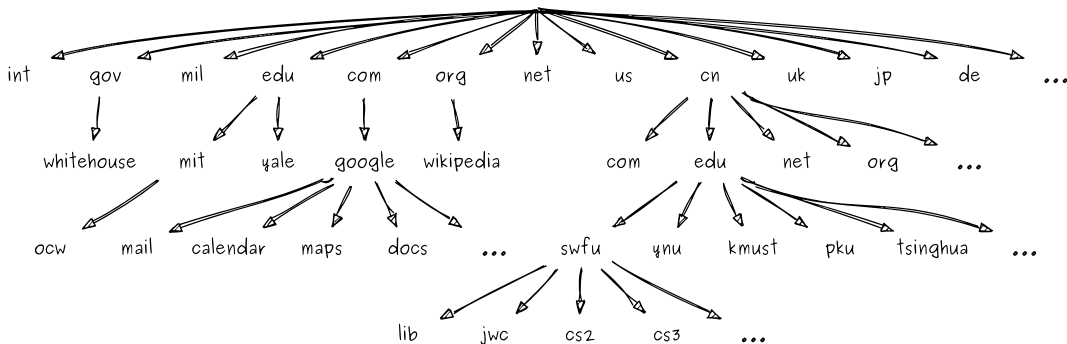 int gov mil edu com org net us cn uk jp de ...
whitehouse mit yale google wikipedia com edu net org ...
ocw mail calendar maps docs ... swfu ynu kmust pku tsinghua ...
lib jwc cs2 cs3 ...